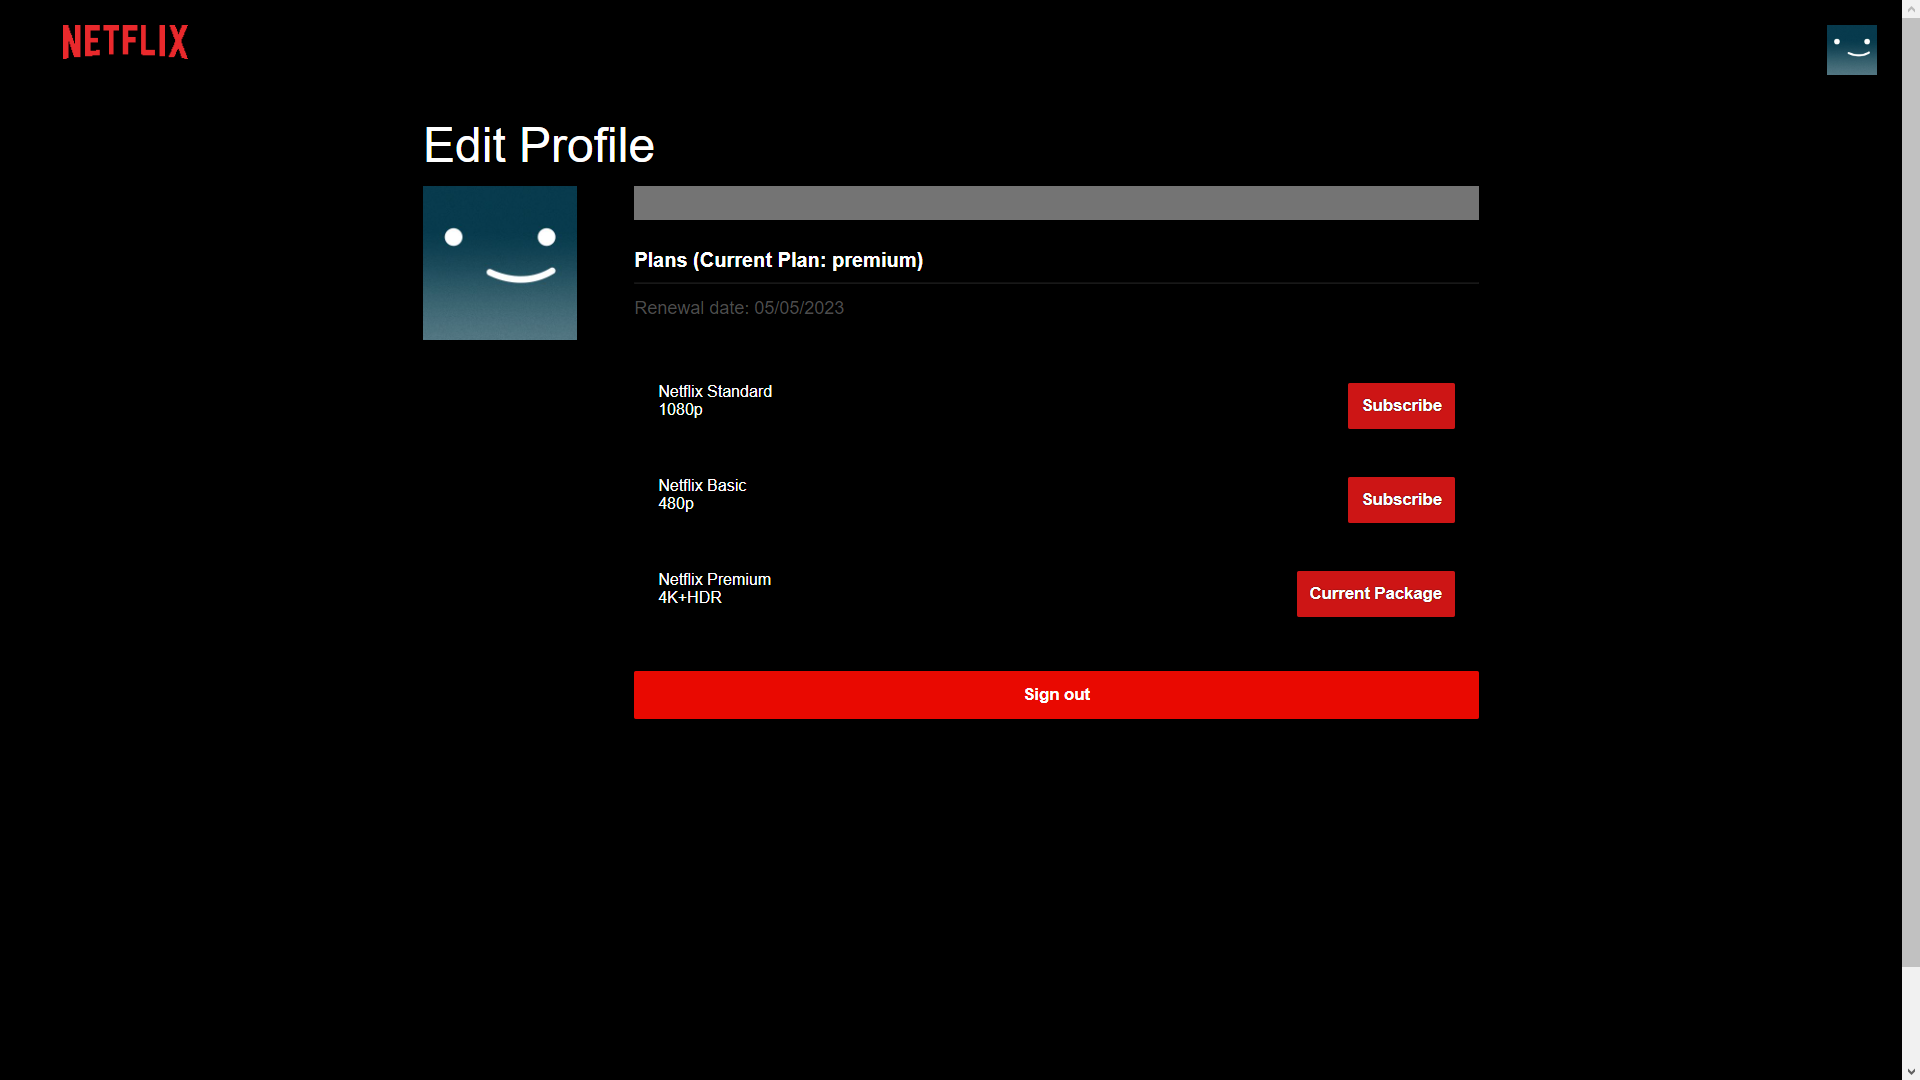 NETFLIX
Edit Profile
Plans (Current Plan: premium)
Renewal date: 05/05/2023
Netflix Standard
1080p
Subscribe
Netflix Basic
480p
Subscribe
Netflix Premium
4K+HDR
Current Package
Sign out